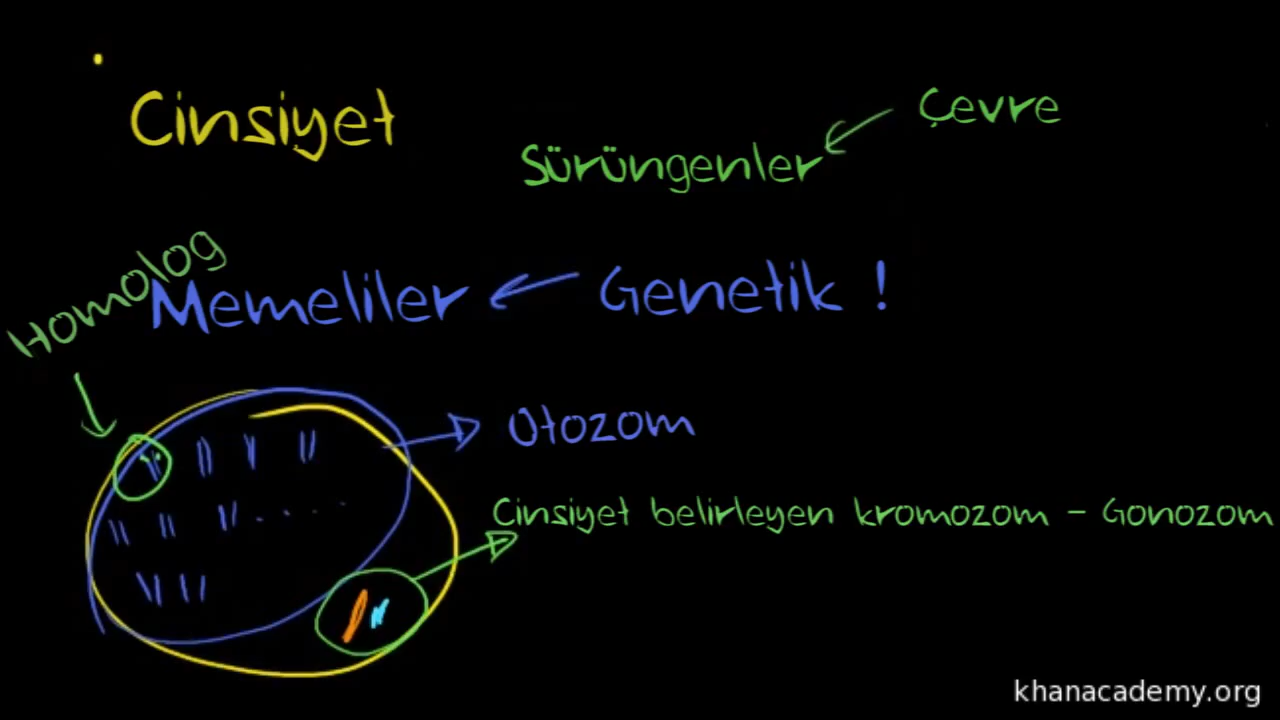 Cinsiyet
Çevre
Sürüngenler
Homolog
Memeliler
Genetik !
Otozom
Cinsiyet belirleyen kromozom - Gonozom
khanacademy.org